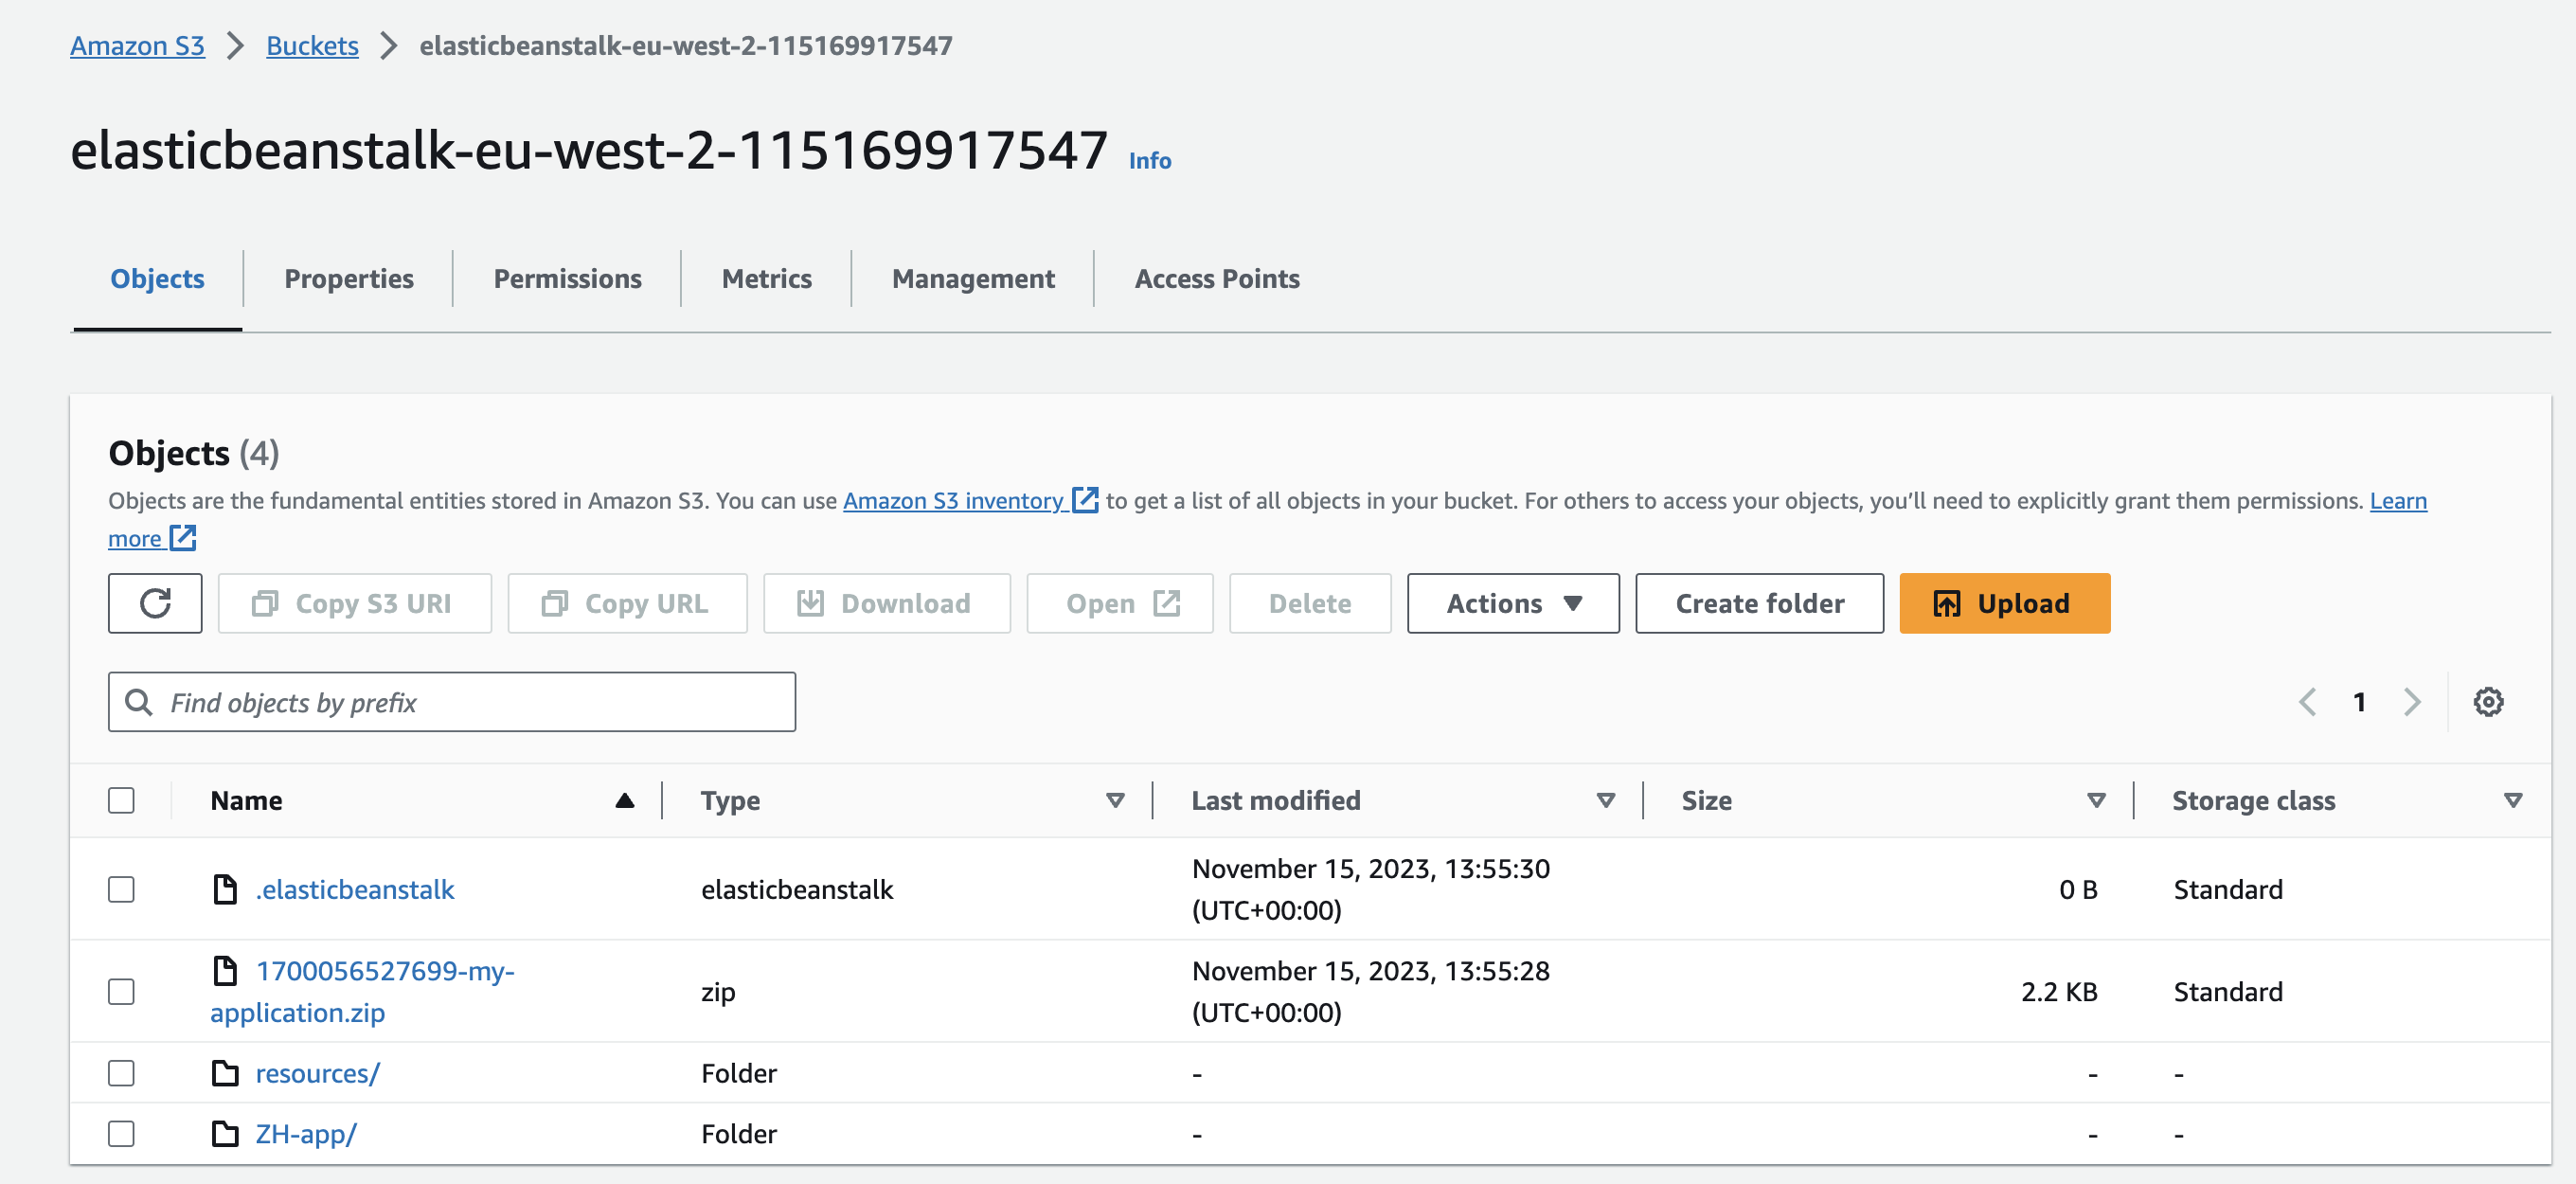 Amazon S3 > Buckets > elasticbeanstalk-eu-west-2-115169917547
elasticbeanstalk-eu-west-2-115169917547 Info
Objects Properties Permissions Metrics Management Access Points
Objects (4)
Objects are the fundamental entities stored in Amazon S3. You can use Amazon S3 inventory to get a list of all objects in your bucket. For others to access your objects, you’ll need to explicitly grant them permissions. Learn
more
Copy S3 URI Copy URL Download Open Delete Actions Create folder Upload
Find objects by prefix 1
Name Type Last modified Size Storage class
.elasticbeanstalk elasticbeanstalk November 15, 2023, 13:55:30 0 B Standard
(UTC+00:00)
1700056527699-my- zip November 15, 2023, 13:55:28 2.2 KB Standard
application.zip (UTC+00:00)
resources/ Folder - - -
ZH-app/ Folder - - -